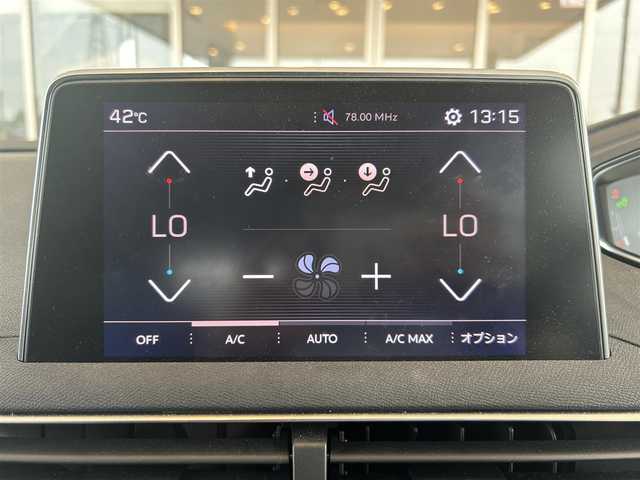 42°C 78.00 MHz 13:15
LO LO
OFF A/C AUTO A/C MAX オプション